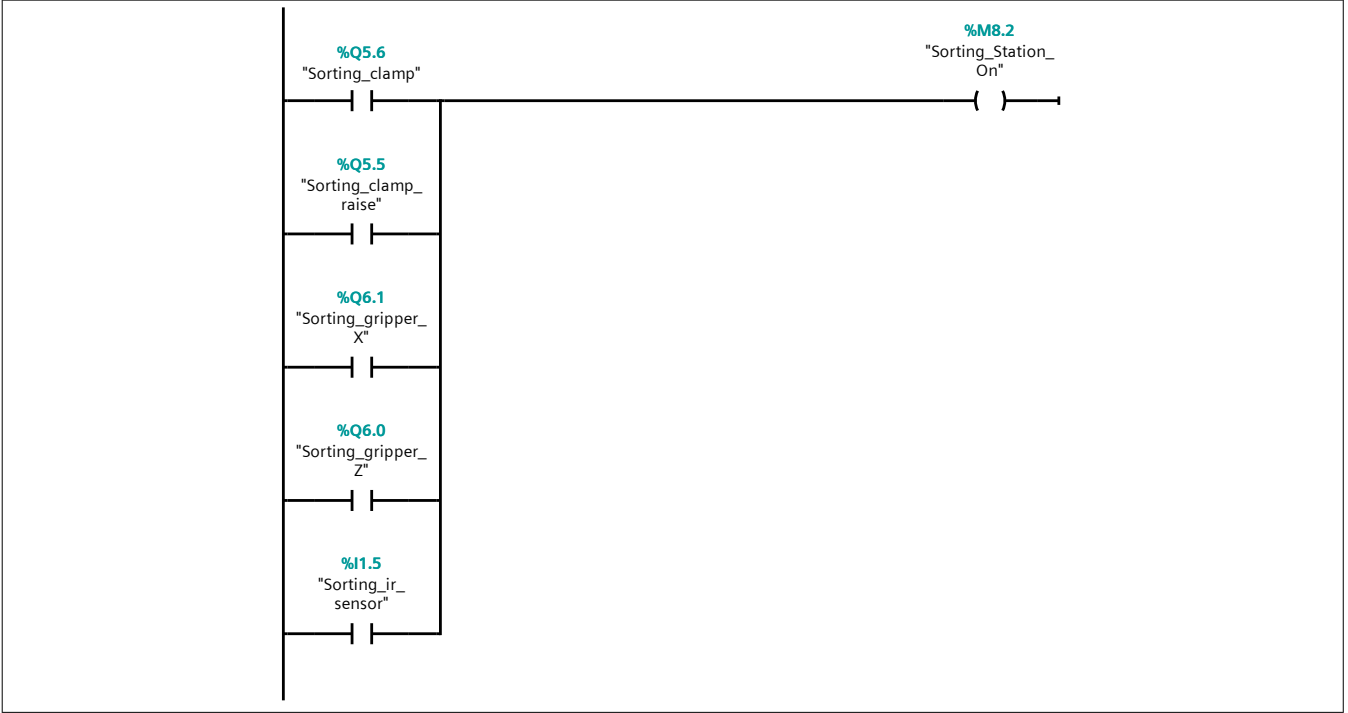 %Q5.6
"Sorting_clamp"
%M8.2
"Sorting_Station_
On"
%Q5.5
"Sorting_clamp_
raise"
%Q6.1
"Sorting_gripper_
X"
%Q6.0
"Sorting_gripper_
Z"
%I1.5
"Sorting_ir_
sensor"